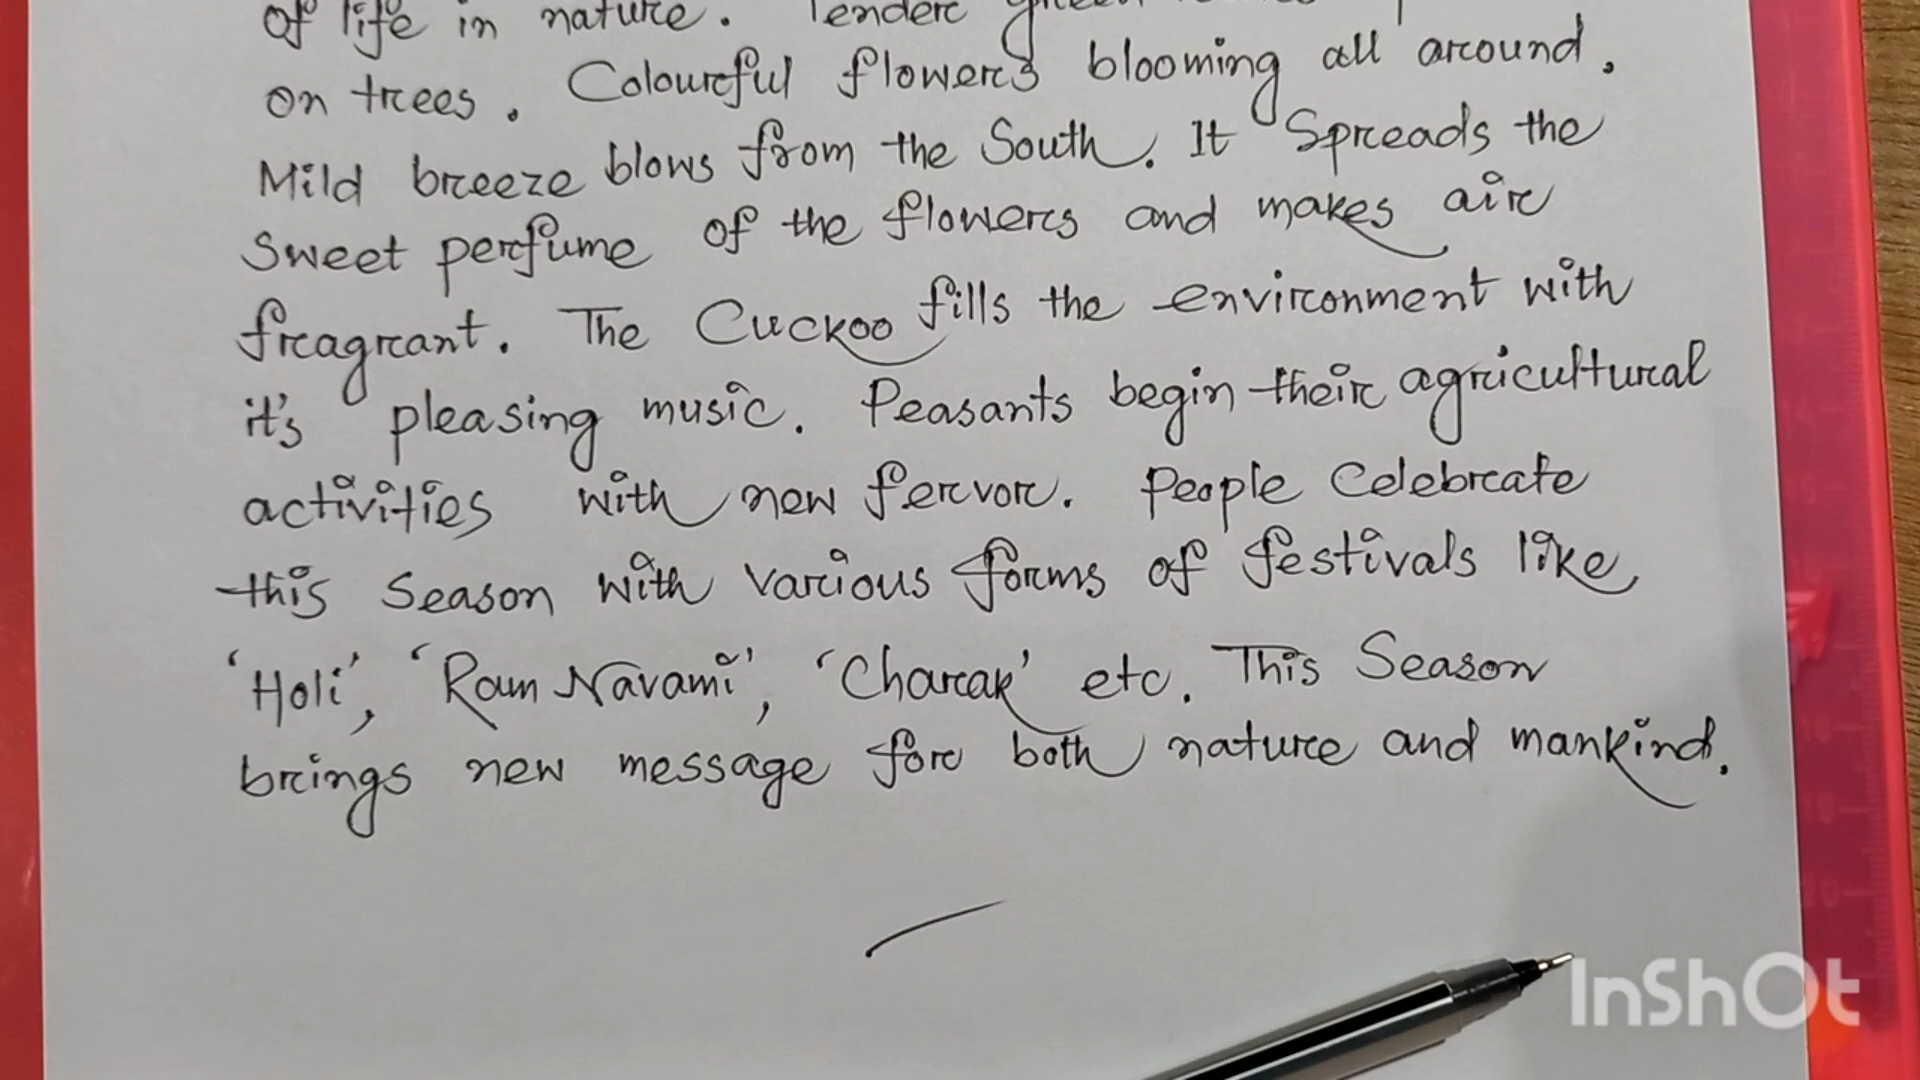 of life in nature. Tender green
on trees. Colourful flowers blooming all around.
Mild breeze blows from the South. It Spreads the
Sweet perfume of the flowers and makes air
fragrant. The Cuckoo fills the environment with
it's pleasing music. Peasants begin their agricultural
activities with new fervor. People Celebrate
this Season with various forms of festivals like
'Holi', 'Ram Navami', 'Charak' etc. This Season
brings new message for both nature and mankind.
InShOt